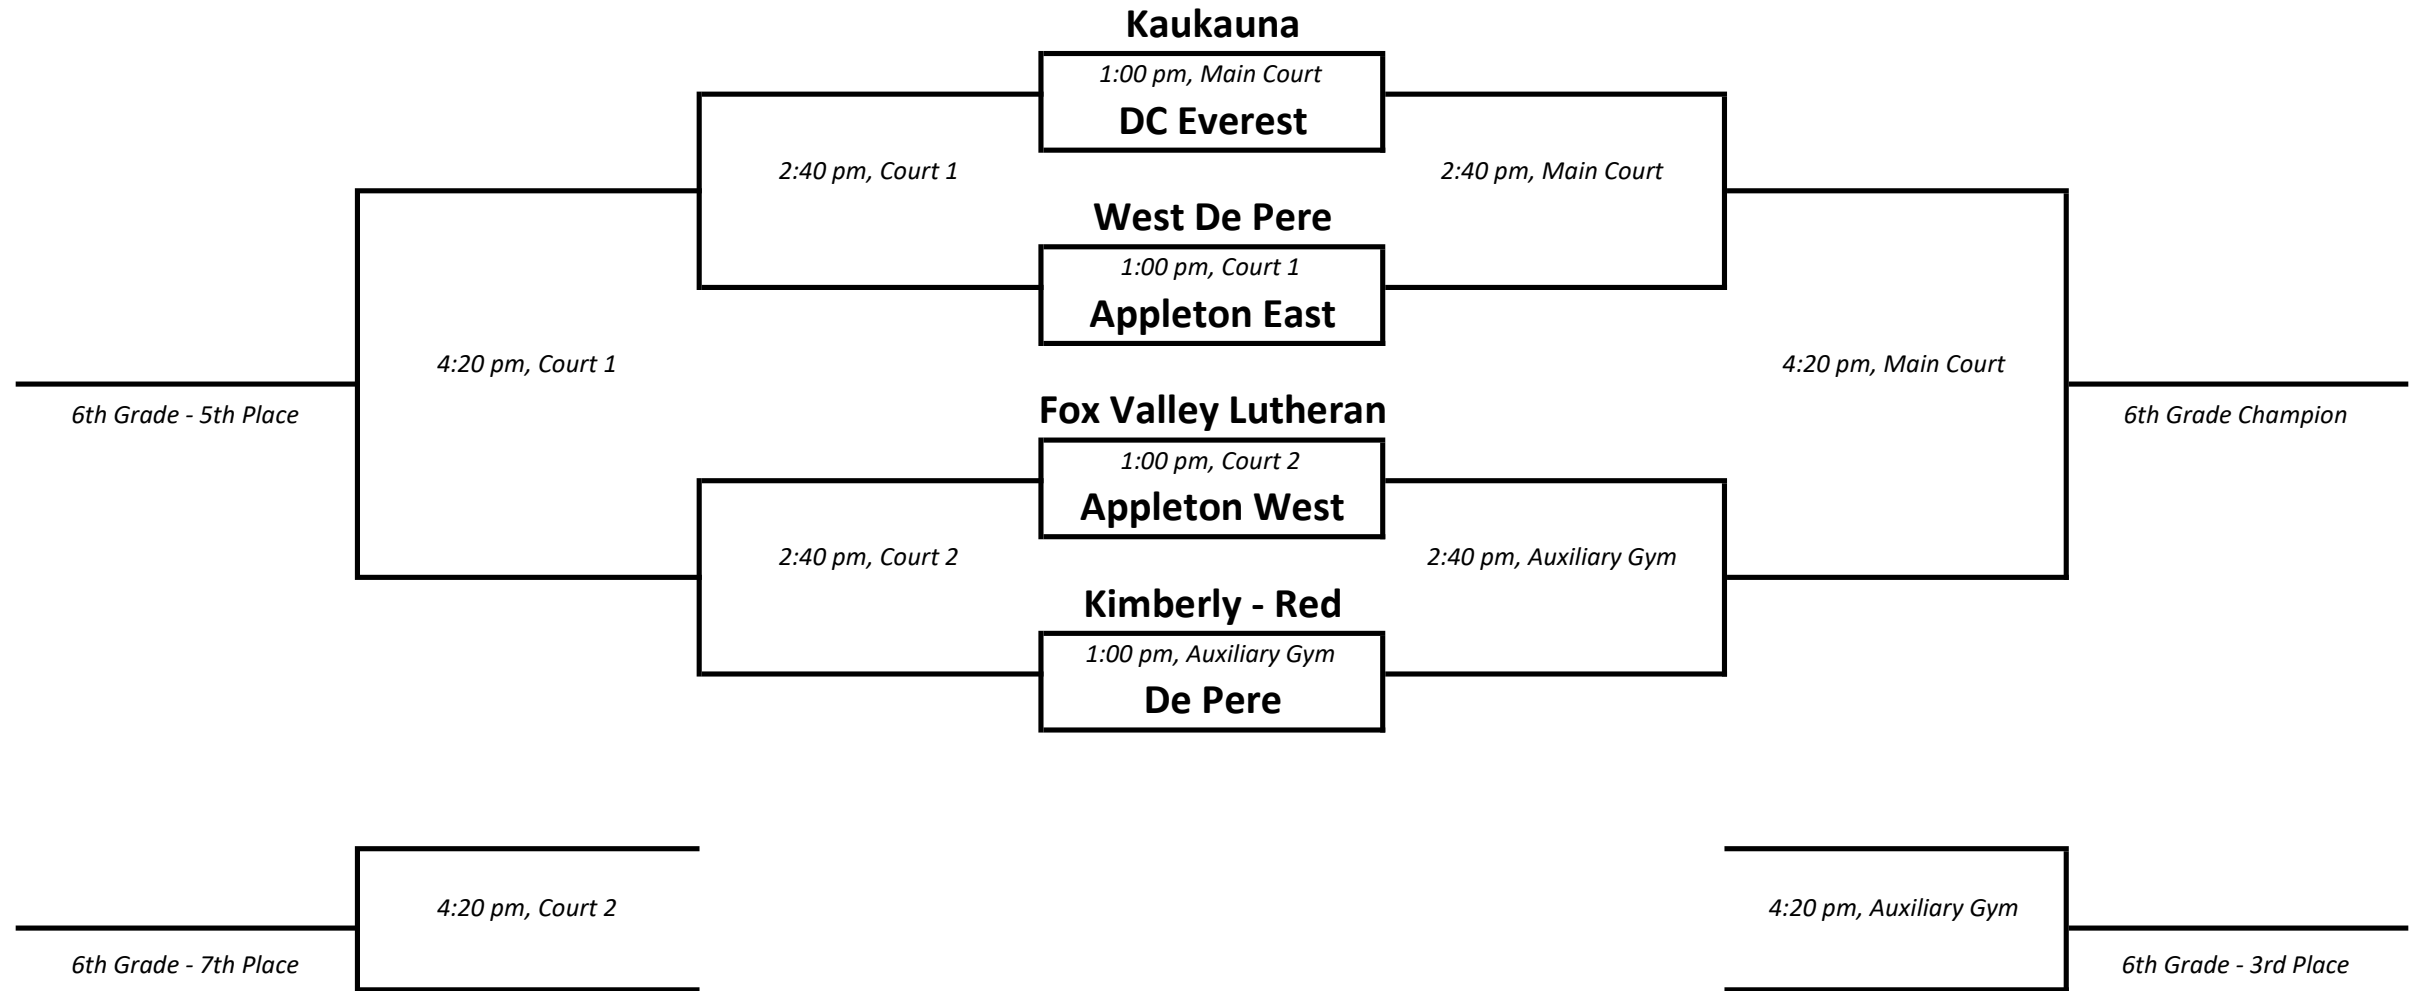 Kaukauna
1:00 pm, Main Court
DC Everest
2:40 pm, Court 1
2:40 pm, Main Court
West De Pere
1:00 pm, Court 1
Appleton East
4:20 pm, Court 1
4:20 pm, Main Court
6th Grade - 5th Place
Fox Valley Lutheran
6th Grade Champion
1:00 pm, Court 2
Appleton West
2:40 pm, Court 2
2:40 pm, Auxiliary Gym
Kimberly - Red
1:00 pm, Auxiliary Gym
De Pere
4:20 pm, Court 2
4:20 pm, Auxiliary Gym
6th Grade - 7th Place
6th Grade - 3rd Place